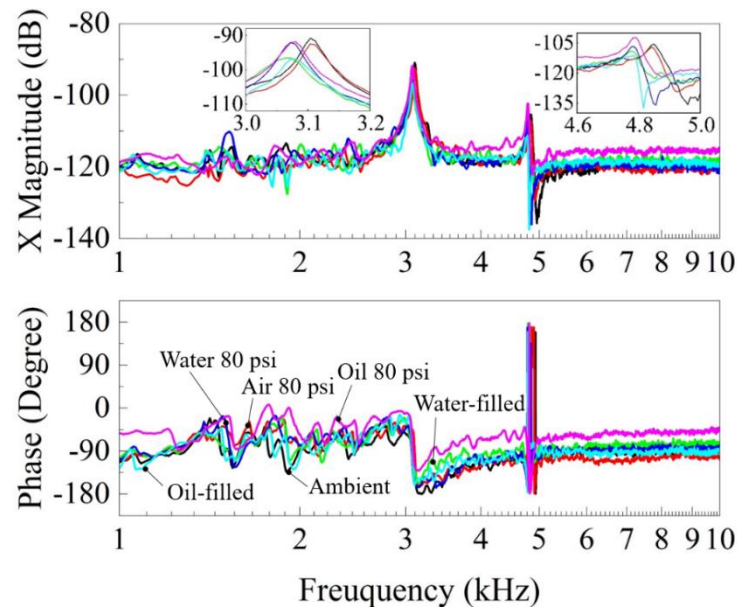 X Magnitude (dB)
-80
-100
-120
-140
-91
-98
-104
-110
3.0 3.1 3.2
-105
-120
-135
4.6 4.8 5.0
1 2 3 4 5 6 7 8 9 10
Phase (Degree)
180
90
0
-90
-180
Water 80 psi
Air 80 psi
Oil 80 psi
Water-filled
Oil-filled
Ambient
1 2 3 4 5 6 7 8 9 10
Freuquency (kHz)